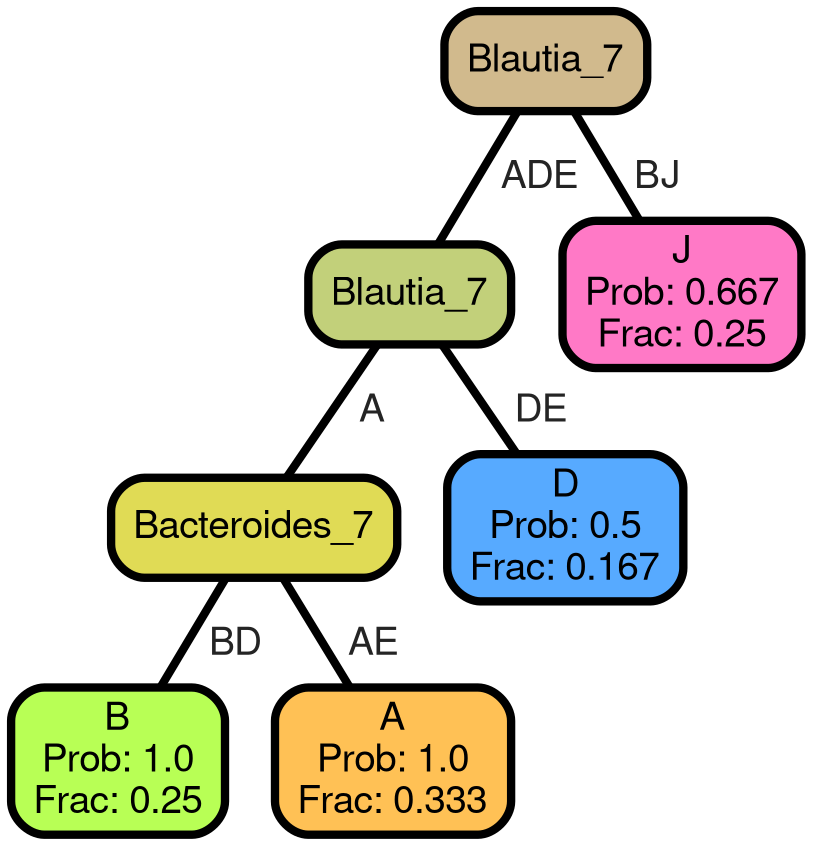 Blautia_7
ADE
BJ
Blautia_7
J
Prob: 0.667
Frac: 0.25
A
DE
Bacteroides_7
D
Prob: 0.5
Frac: 0.167
BD
AE
B
Prob: 1.0
Frac: 0.25
A
Prob: 1.0
Frac: 0.333